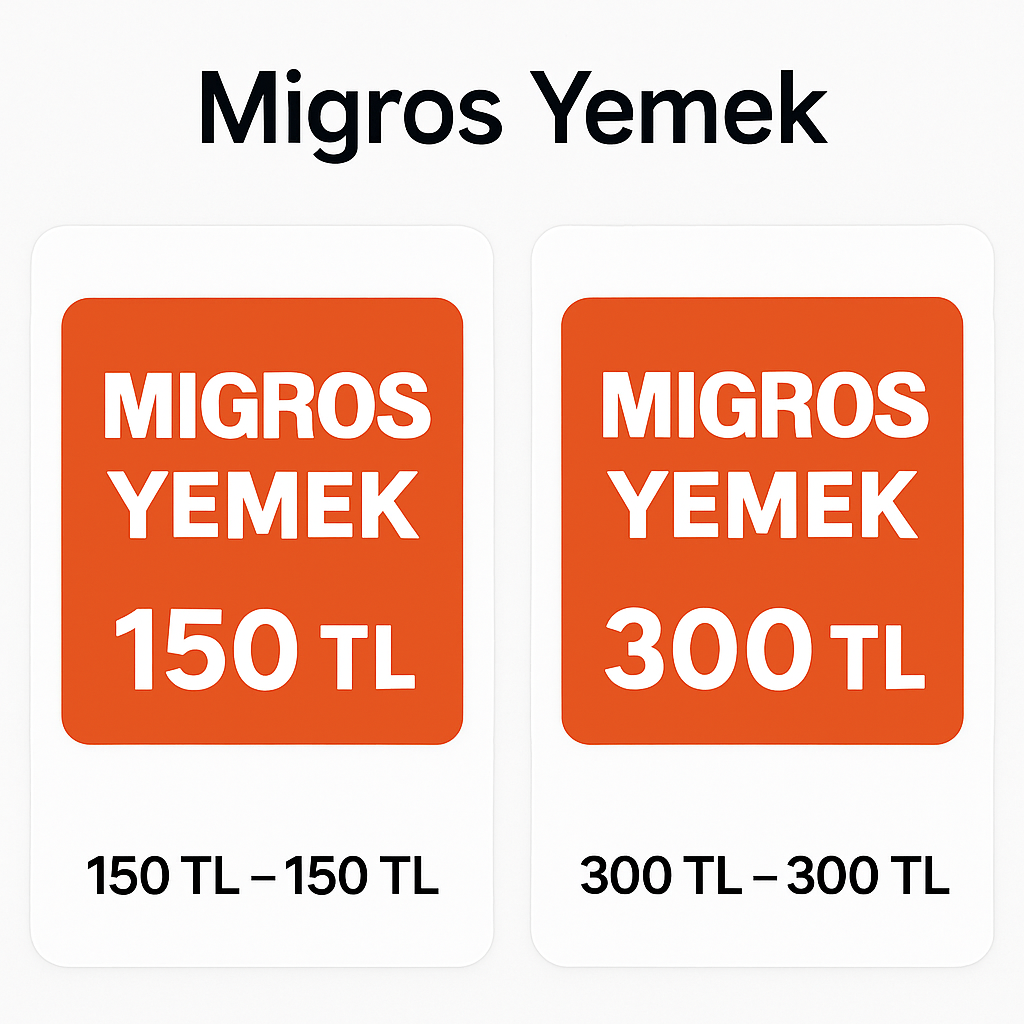 Migros Yemek
MIGROS
YEMEK
150 TL
150 TL – 150 TL
MIGROS
YEMEK
300 TL
300 TL – 300 TL